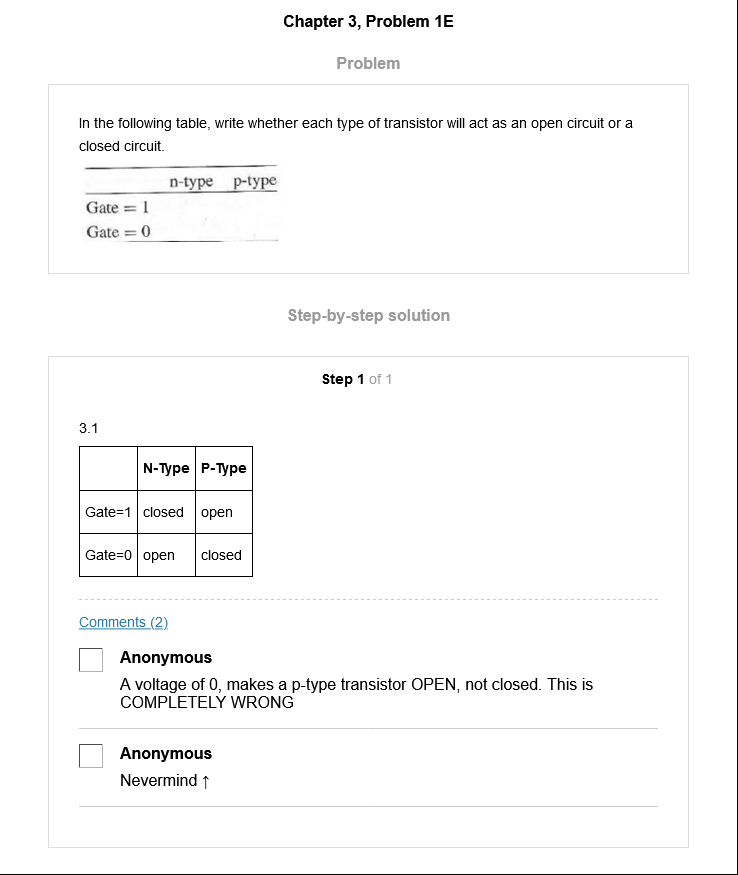 Chapter 3, Problem 1E
Problem
In the following table, write whether each type of transistor will act as an open circuit or a
closed circuit.
n-type p-type
Gate = 1
Gate = 0
Step-by-step solution
Step 1 of 1
3.1
N-Type P-Type
Gate=1 closed open
Gate=0 open closed
Comments (2)
Anonymous
A voltage of 0, makes a p-type transistor OPEN, not closed. This is
COMPLETELY WRONG
Anonymous
Nevermind ↑